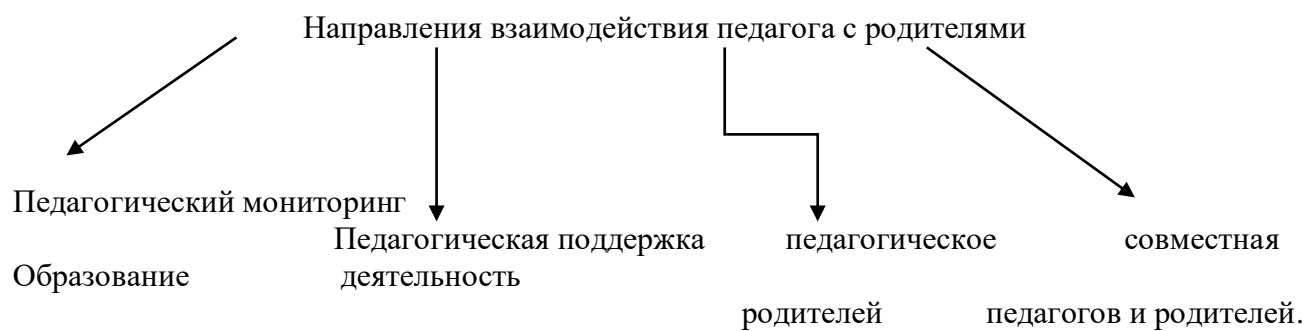 Направления взаимодействия педагога с родителями
Педагогический мониторинг
Педагогическая поддержка педагогическое совместная
Образование деятельность
родителей педагогов и родителей.